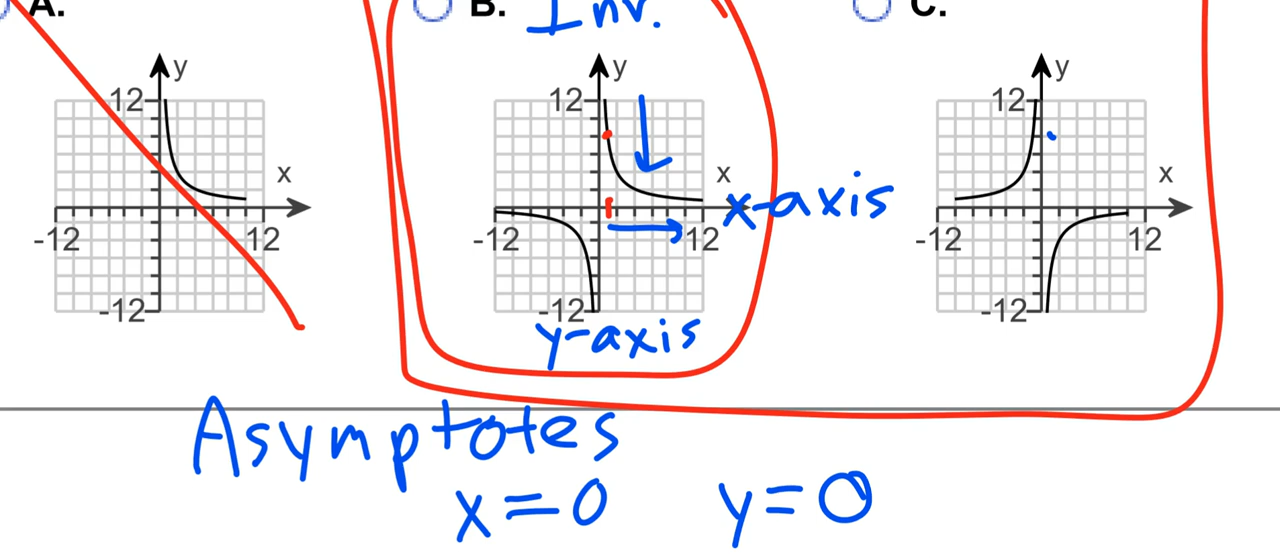 A. B. C.
Inv.
y y y
12 12 12
x x x
x-axis
-12 12 -12 12 -12 12
-12 -12 -12
y-axis
Asymptotes
x=0 y=0